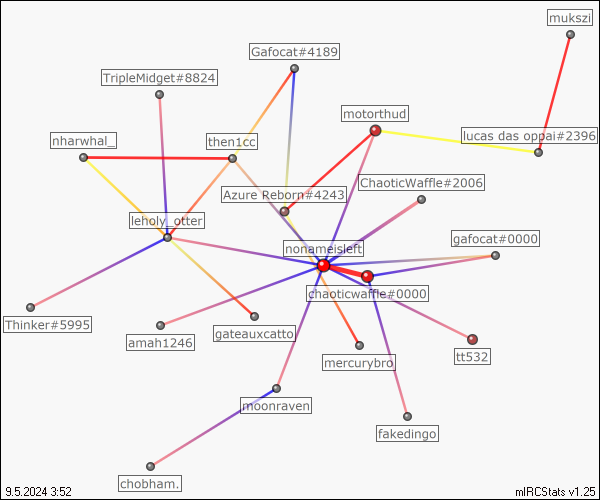 mukszi
Gafocat#4189
TripleMidget#8824
motorthud
lucas das oppai#2396
nharwhal_
then1cc
ChaoticWaffle#2006
Azure Reborn#4243
leholy_otter
nonameisleft
gafocat#0000
chaoticwaffle#0000
Thinker#5995
gateauxcatto
amah1246
tt532
mercurybro
moonraven
fakedingo
chobham.
9.5.2024 3:52
mIRCStats v1.25